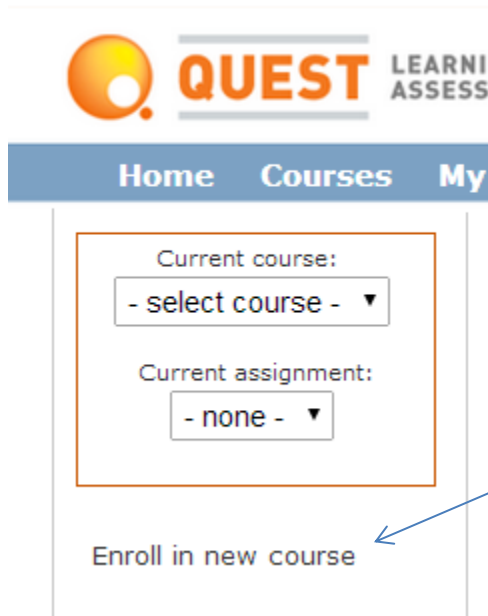 QUEST
LEARNI
ASSESS
Home Courses My
Current course:
- select course -
Current assignment:
- none -
Enroll in new course